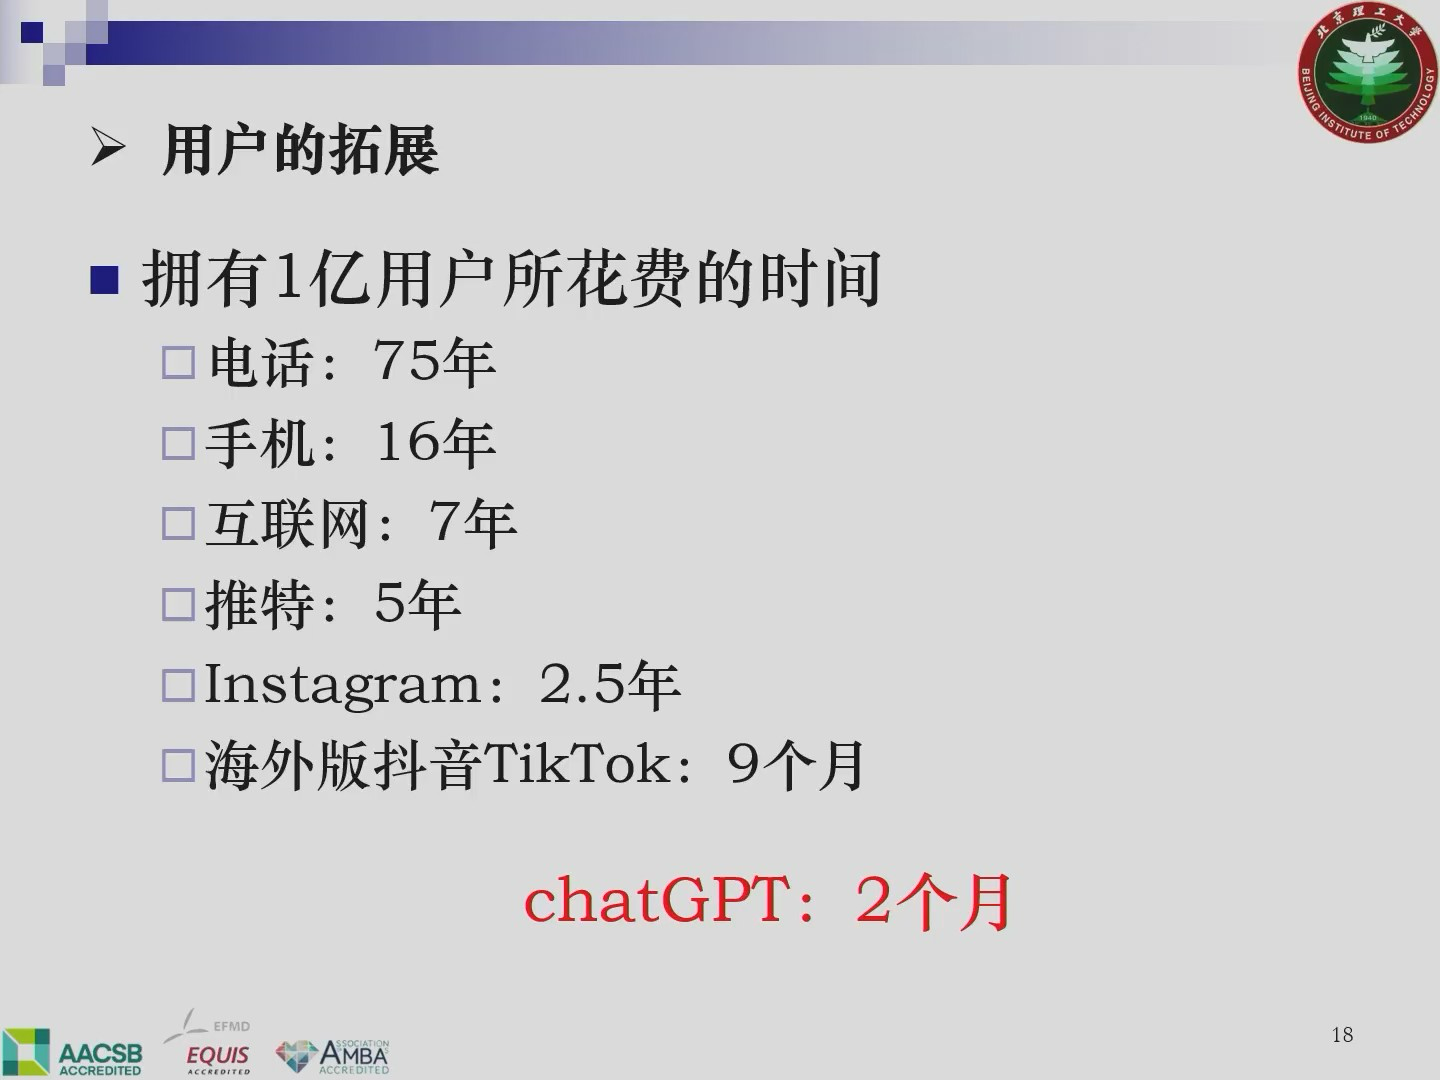 北京理工大学
BEIJING INSTITUTE OF TECHNOLOGY
1940
用户的拓展
拥有1亿用户所花费的时间
电话：75年
手机：16年
互联网：7年
推特：5年
Instagram：2.5年
海外版抖音TikTok：9个月
chatGPT：2个月
AACSB
ACCREDITED
EFMD
EQUIS
ACCREDITED
ASSOCIATION
AMBA
ACCREDITED
18